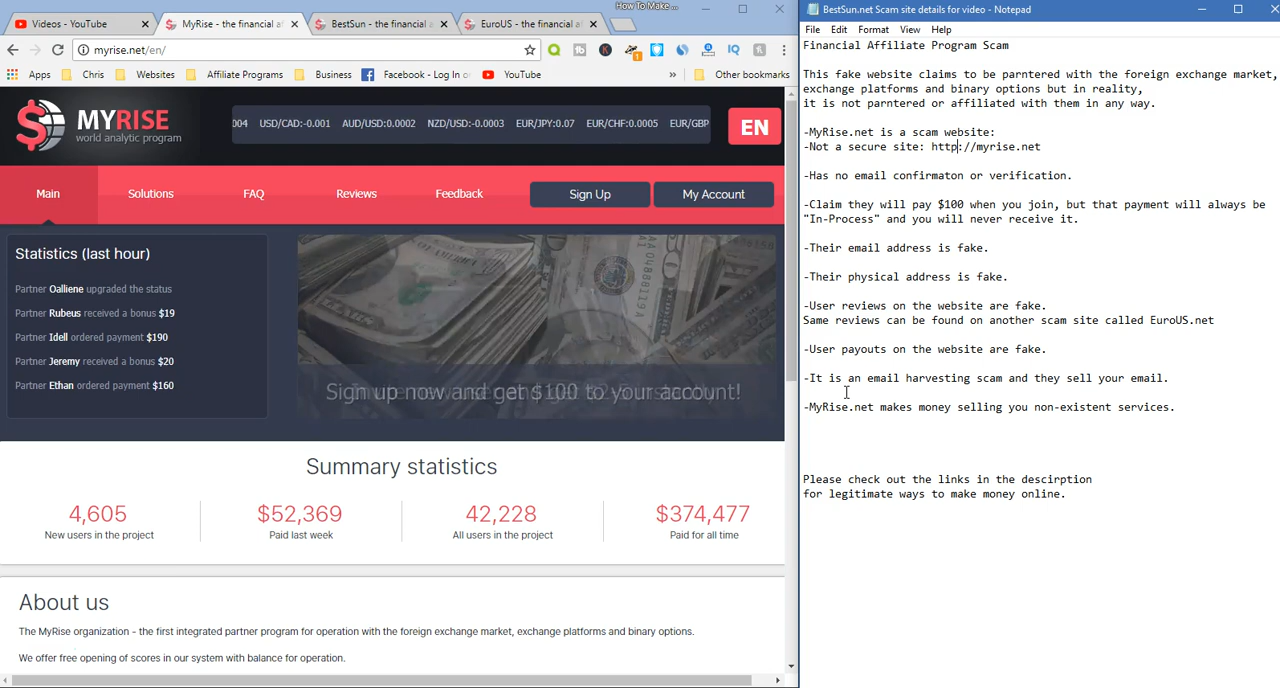 How To Make ...
Videos - YouTube
MyRise - the financial af
BestSun - the financial a
EuroUS - the financial af
myrise.net/en/
IQ
Apps
Chris
Websites
Affiliate Programs
Business
Facebook - Log In o
YouTube
»
Other bookmarks
MYRISE
world analytic program
004 USD/CAD:-0.001 AUD/USD:0.0002 NZD/USD:-0.0003 EUR/JPY:0.07 EUR/CHF:0.0005 EUR/GBP
EN
Main
Solutions
FAQ
Reviews
Feedback
Sign Up
My Account
Statistics (last hour)
Partner Oalliene upgraded the status
Partner Rubeus received a bonus $19
Partner Idell ordered payment $190
Partner Jeremy received a bonus $20
Partner Ethan ordered payment $160
Sign up now and get $100 to your account!
Summary statistics
4,605
New users in the project
$52,369
Paid last week
42,228
All users in the project
$374,477
Paid for all time
About us
The MyRise organization - the first integrated partner program for operation with the foreign exchange market, exchange platforms and binary options.
We offer free opening of scores in our system with balance for operation.
BestSun.net Scam site details for video - Notepad
File Edit Format View Help
Financial Affiliate Program Scam
This fake website claims to be parntered with the foreign exchange market,
exchange platforms and binary options but in reality,
it is not parntered or affiliated with them in any way.
-MyRise.net is a scam website:
-Not a secure site: http://myrise.net
-Has no email confirmaton or verification.
-Claim they will pay $100 when you join, but that payment will always be
"In-Process" and you will never receive it.
-Their email address is fake.
-Their physical address is fake.
-User reviews on the website are fake.
Same reviews can be found on another scam site called EuroUS.net
-User payouts on the website are fake.
-It is an email harvesting scam and they sell your email.
-MyRise.net makes money selling you non-existent services.
Please check out the links in the descirption
for legitimate ways to make money online.